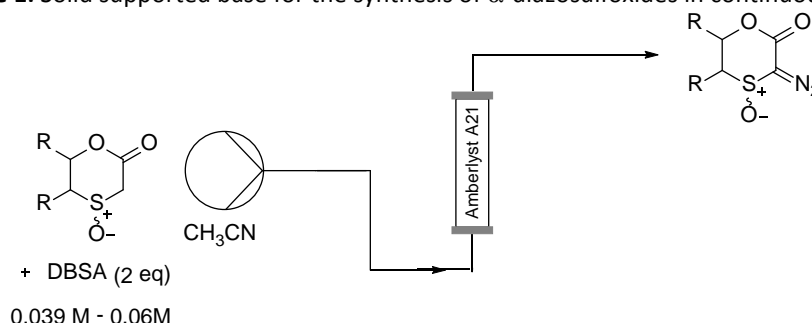 1. Solid supported base for the synthesis of α-diazosulfoxides in
R O O
R S + N2
O–
Amberlyst A21
R O O
R S +
O–
CH3CN
+ DBSA (2 eq)
0.039 M - 0.06M